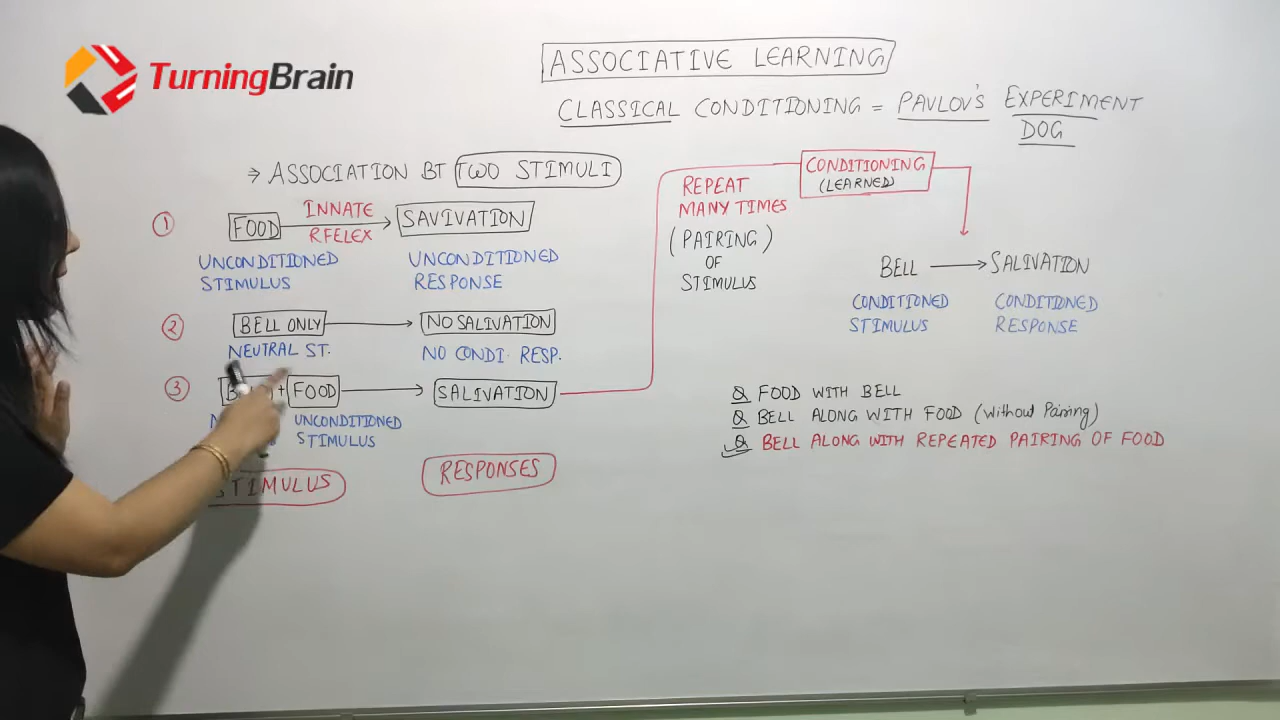 TurningBrain
ASSOCIATIVE LEARNING
CLASSICAL CONDITIONING = PAVLOV'S EXPERIMENT
DOG
⇒ ASSOCIATION BT TWO STIMULI
1 FOOD → SAVIVATION
INNATE
RFELEX
UNCONDITIONED
STIMULUS
UNCONDITIONED
RESPONSE
2 BELL ONLY → NO SALIVATION
NEUTRAL ST.
NO CONDI. RESP.
3 + FOOD → SALIVATION
UNCONDITIONED
STIMULUS
STIMULUS
RESPONSES
REPEAT
MANY TIMES
(PAIRING)
OF
STIMULUS
CONDITIONING
(LEARNED)
BELL → SALIVATION
CONDITIONED
STIMULUS
CONDITIONED
RESPONSE
Q FOOD WITH BELL
Q BELL ALONG WITH FOOD (Without Pairing)
Q BELL ALONG WITH REPEATED PAIRING OF FOOD